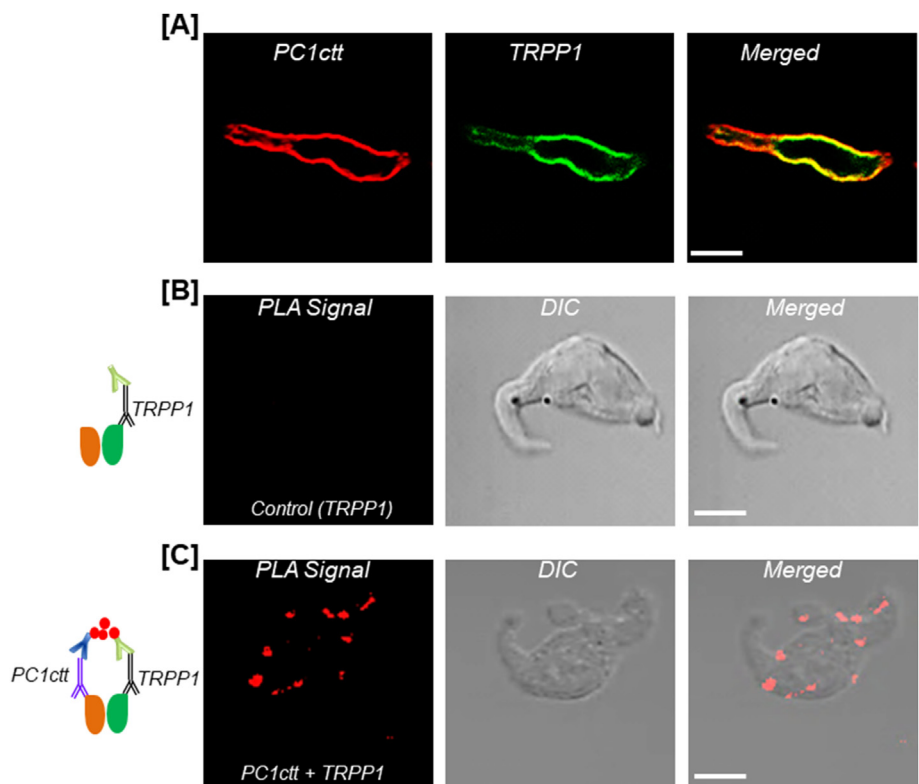 [A]
PC1ctt
TRPP1
Merged
[B]
PLA Signal
DIC
Merged
TRPP1
Control (TRPP1)
[C]
PLA Signal
DIC
Merged
PC1ctt
TRPP1
PC1ctt + TRPP1